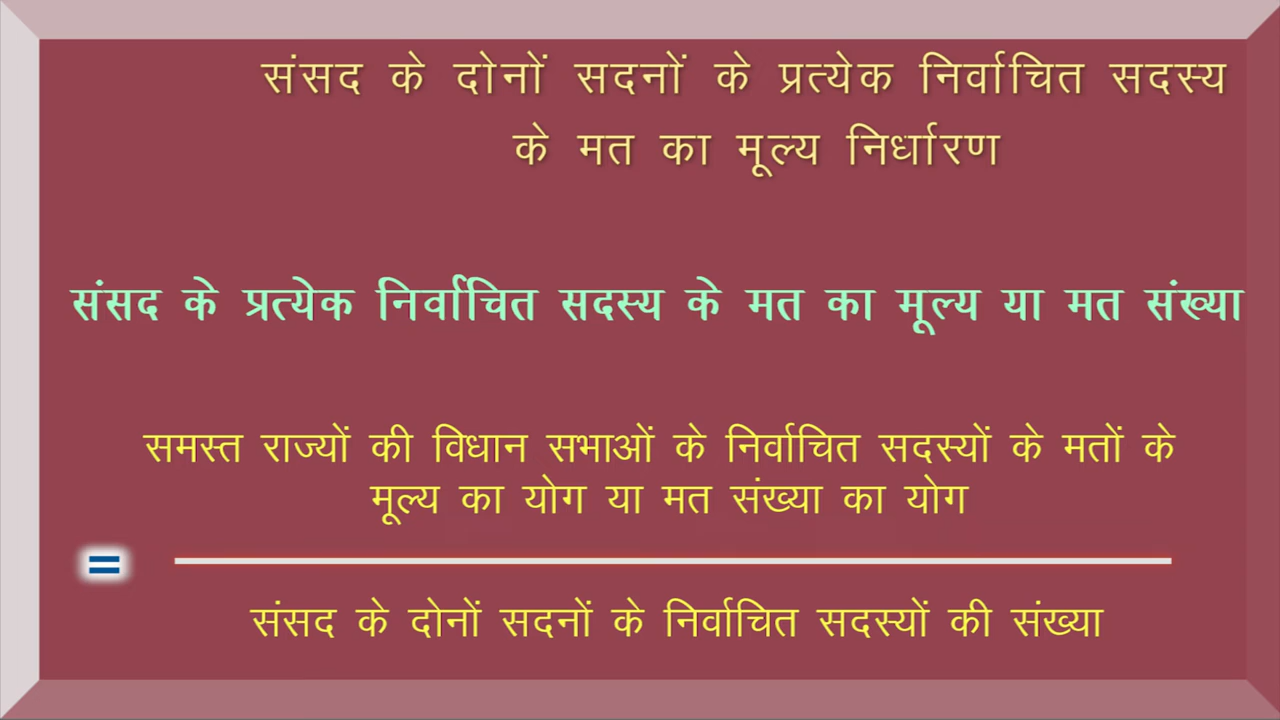 संसद के दोनों सदनों के प्रत्येक निर्वाचित सदस्य
के मत का मूल्य निर्धारण
संसद के प्रत्येक निर्वाचित सदस्य के मत का मूल्य या मत संख्या
समस्त राज्यों की विधान सभाओं के निर्वाचित सदस्यों के मतों के
मूल्य का योग या मत संख्या का योग
=
संसद के दोनों सदनों के निर्वाचित सदस्यों की संख्या